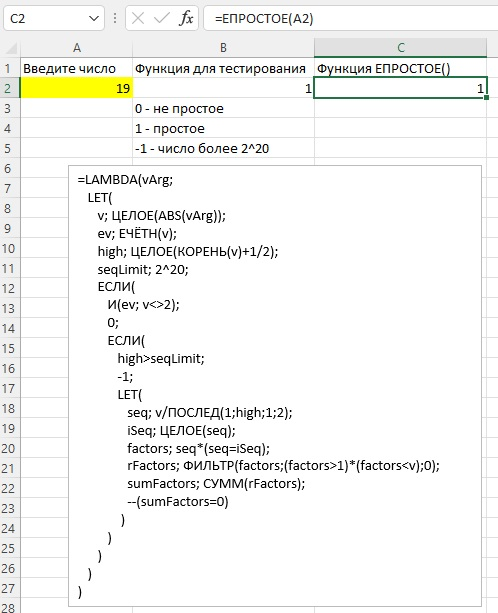 C2 fx =ЕПРОСТОЕ(A2)
A B C
1 Введите число Функция для тестирования Функция ЕПРОСТОЕ()
2 19 1 1
3 0 - не простое
4 1 - простое
5 -1 - число более 2^20
6
7 =LAMBDA(vArg;
8 LET(
9 v; ЦЕЛОЕ(ABS(vArg));
10 ev; ЕЧЁТН(v);
11 high; ЦЕЛОЕ(КОРЕНЬ(v)+1/2);
12 seqLimit; 2^20;
13 ЕСЛИ(
14 И(ev; v<>2);
15 0;
16 ЕСЛИ(
17 high>seqLimit;
18 -1;
19 LET(
20 seq; v/ПОСЛЕД(1;high;1;2);
21 iSeq; ЦЕЛОЕ(seq);
22 factors; seq*(seq=iSeq);
23 rFactors; ФИЛЬТР(factors;(factors>1)*(factors<v);0);
24 sumFactors; СУММ(rFactors);
25 --(sumFactors=0)
26 )
27 )
28 )
)
)